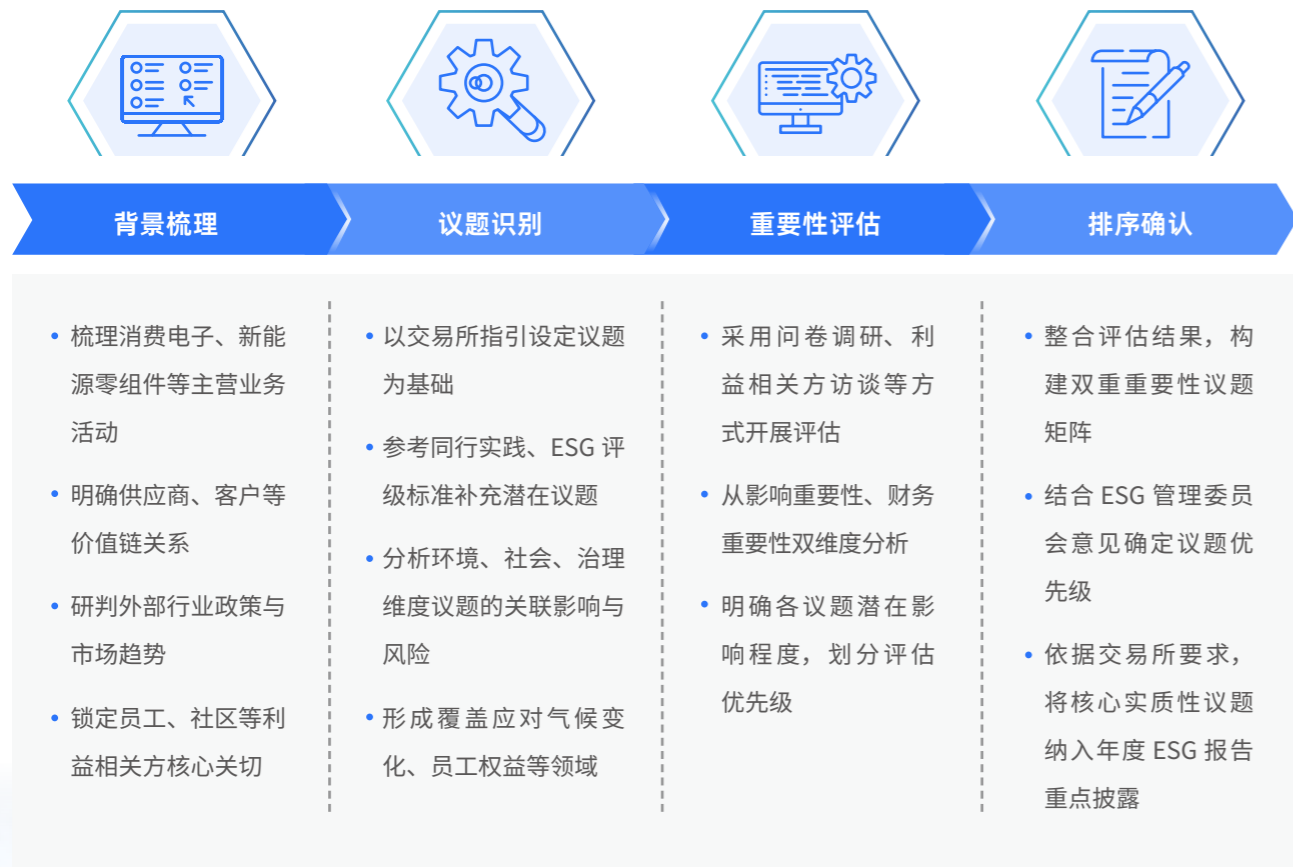 背景梳理
议题识别
重要性评估
排序确认
• 梳理消费电子、新能
源零组件等主营业务
活动
• 明确供应商、客户等
价值链关系
• 研判外部行业政策与
市场趋势
• 锁定员工、社区等利
益相关方核心关切
• 以交易所指引设定议题
为基础
• 参考同行实践、ESG 评
级标准补充潜在议题
• 分析环境、社会、治理
维度议题的关联影响与
风险
• 形成覆盖应对气候变
化、员工权益等领域
• 采用问卷调研、利
益相关方访谈等方
式开展评估
• 从影响重要性、财务
重要性双维度分析
• 明确各议题潜在影
响程度，划分评估
优先级
• 整合评估结果，构
建双重重要性议题
矩阵
• 结合 ESG 管理委员
会意见确定议题优
先级
• 依据交易所要求，
将核心实质性议题
纳入年度 ESG 报告
重点披露